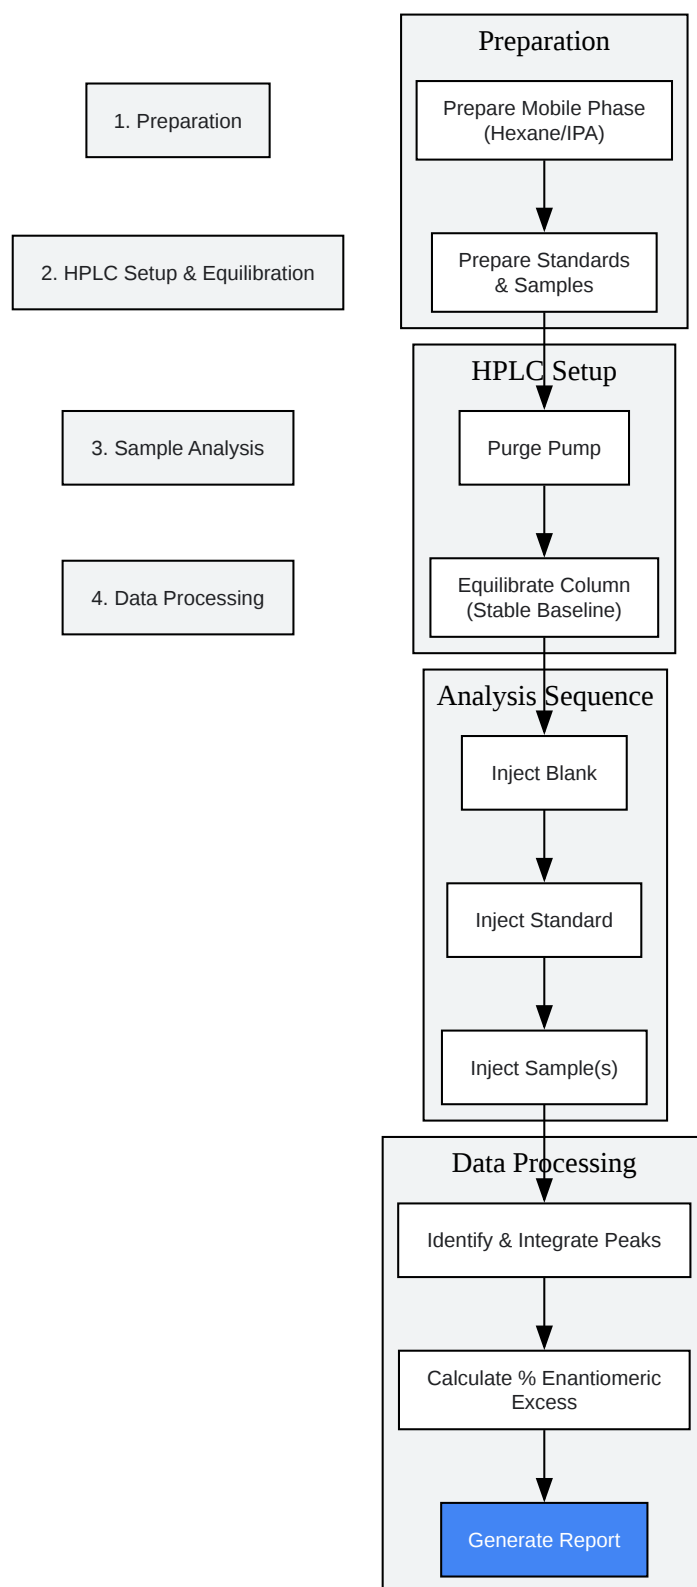 1. Preparation
2. HPLC Setup & Equilibration
3. Sample Analysis
4. Data Processing
Preparation
Prepare Mobile Phase
(Hexane/IPA)
Prepare Standards
& Samples
HPLC Setup
Purge Pump
Equilibrate Column
(Stable Baseline)
Analysis Sequence
Inject Blank
Inject Standard
Inject Sample(s)
Data Processing
Identify & Integrate Peaks
Calculate % Enantiomeric
Excess
Generate Report